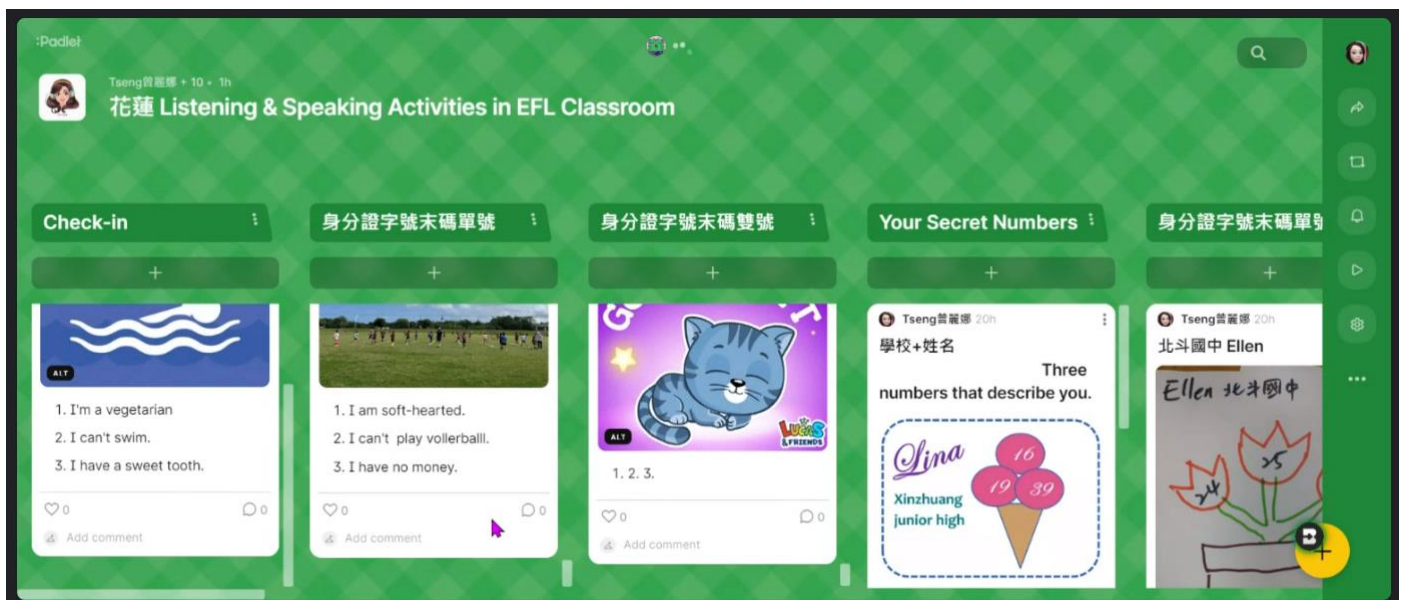 :Padlet
Tseng曾麗娜 + 10 • 1h
花蓮 Listening & Speaking Activities in EFL Classroom
Check-in
ALT
1. I'm a vegetarian
2. I can't swim.
3. I have a sweet tooth.
0
0
Add comment
身分證字號末碼單號
1. I am soft-hearted.
2. I can't play vollerballl.
3. I have no money.
0
0
Add comment
身分證字號末碼雙號
ALT
LUCAS
& FRIENDS
1. 2. 3.
0
0
Add comment
Your Secret Numbers
Tseng曾麗娜 20h
學校+姓名
Three
numbers that describe you.
Lina
16
19 39
Xinzhuang
junior high
身分證字號末碼單號
Tseng曾麗娜 20h
北斗國中 Ellen
Ellen 北斗國中
25
24